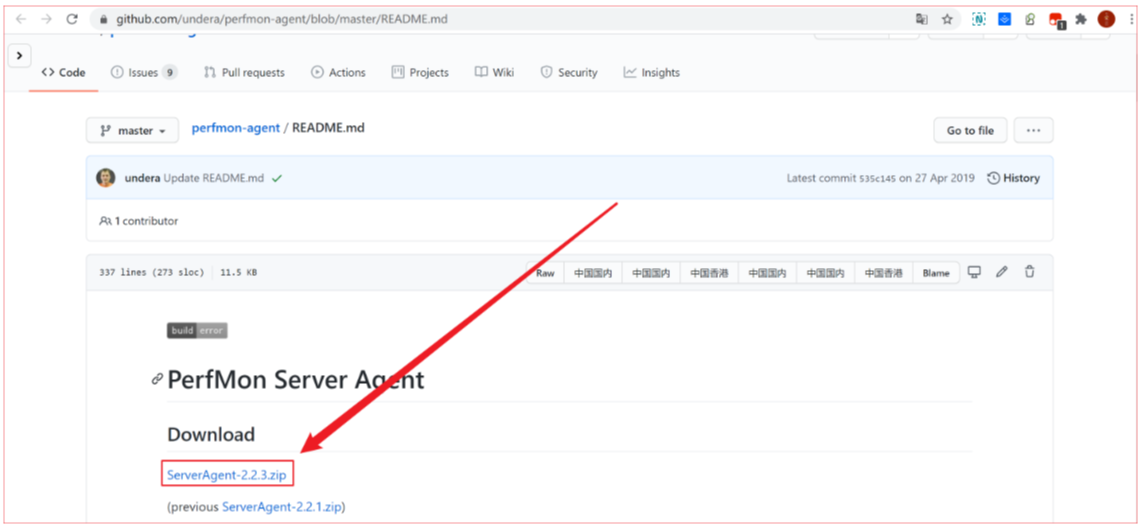 github.com/undera/perfmon-agent/blob/master/README.md
1
Code Issues 9 Pull requests Actions Projects Wiki Security Insights
master perfmon-agent / README.md Go to file ...
undera Update README.md Latest commit 535c145 on 27 Apr 2019 History
1 contributor
337 lines (273 sloc) 11.5 KB Raw 中国国内 中国国内 中国香港 中国国内 中国国内 中国香港 Blame
build error
PerfMon Server Agent
Download
ServerAgent-2.2.3.zip
(previous ServerAgent-2.2.1.zip)